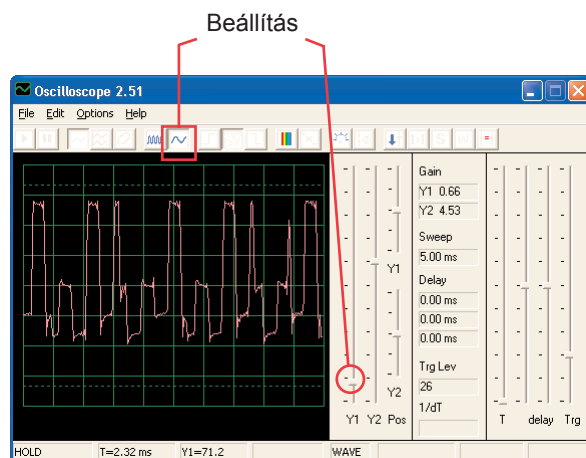 Beállítás
Oscilloscope 2.51
File Edit Options Help
Gain
Y1 0.66
Y2 4.53
Sweep
5.00 ms
Delay
0.00 ms
0.00 ms
0.00 ms
Trg Lev
26
1/dT
Y1
Y2
Y1 Y2 Pos
T delay Trg
HOLD T=2.32 ms Y1=71.2 WAVE